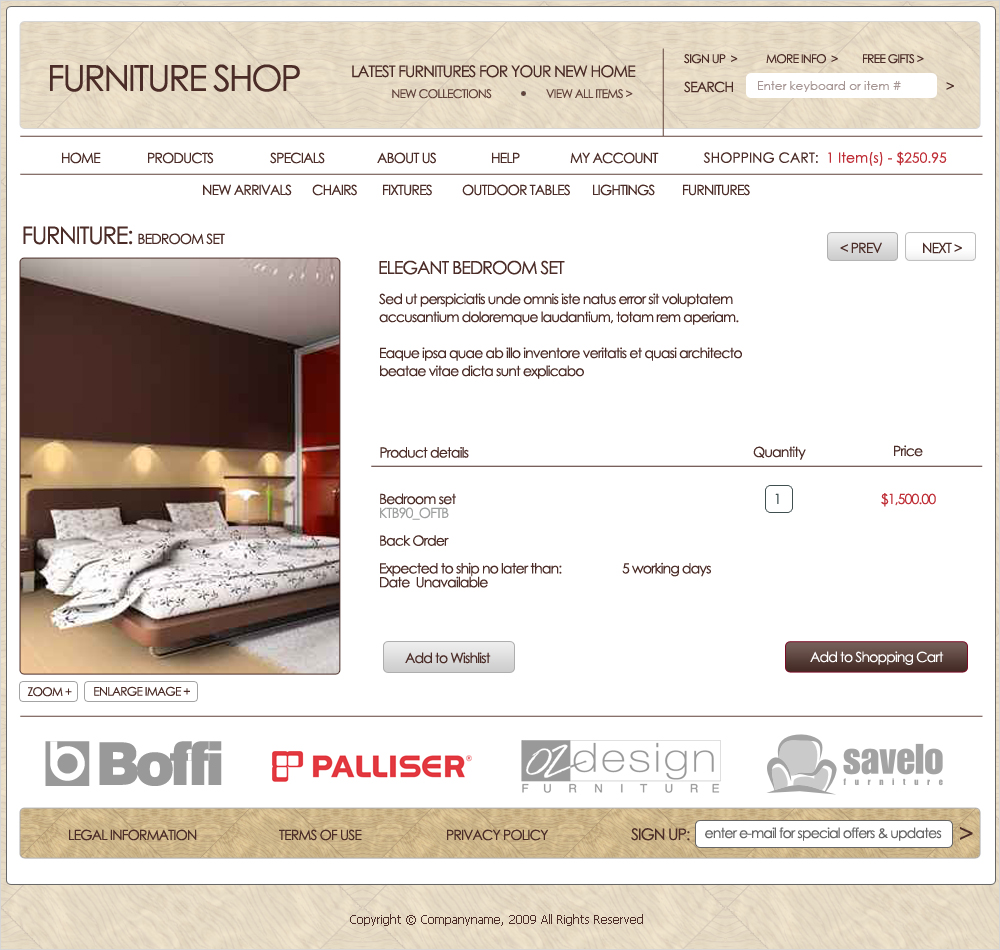 FURNITURE SHOP
LATEST FURNITURES FOR YOUR NEW HOME
NEW COLLECTIONS • VIEW ALL ITEMS >
SIGN UP > MORE INFO > FREE GIFTS >
SEARCH Enter keyboard or item # >
HOME PRODUCTS SPECIALS ABOUT US HELP MY ACCOUNT SHOPPING CART: 1 Item(s) - $250.95
NEW ARRIVALS CHAIRS FIXTURES OUTDOOR TABLES LIGHTINGS FURNITURES
FURNITURE: BEDROOM SET
< PREV NEXT >
ELEGANT BEDROOM SET
Sed ut perspiciatis unde omnis iste natus error sit voluptatem
accusantium doloremque laudantium, totam rem aperiam.
Eaque ipsa quae ab illo inventore veritatis et quasi architecto
beatae vitae dicta sunt explicabo
Product details Quantity Price
Bedroom set 1 $1,500.00
KTB90_OFTB
Back Order
Expected to ship no later than: 5 working days
Date Unavailable
Add to Wishlist Add to Shopping Cart
ZOOM + ENLARGE IMAGE +
Boffi
PALLISER®
OZ design
FURNITURE
savelo
furniture
LEGAL INFORMATION TERMS OF USE PRIVACY POLICY SIGN UP: enter e-mail for special offers & updates >
Copyright © Companyname, 2009 All Rights Reserved